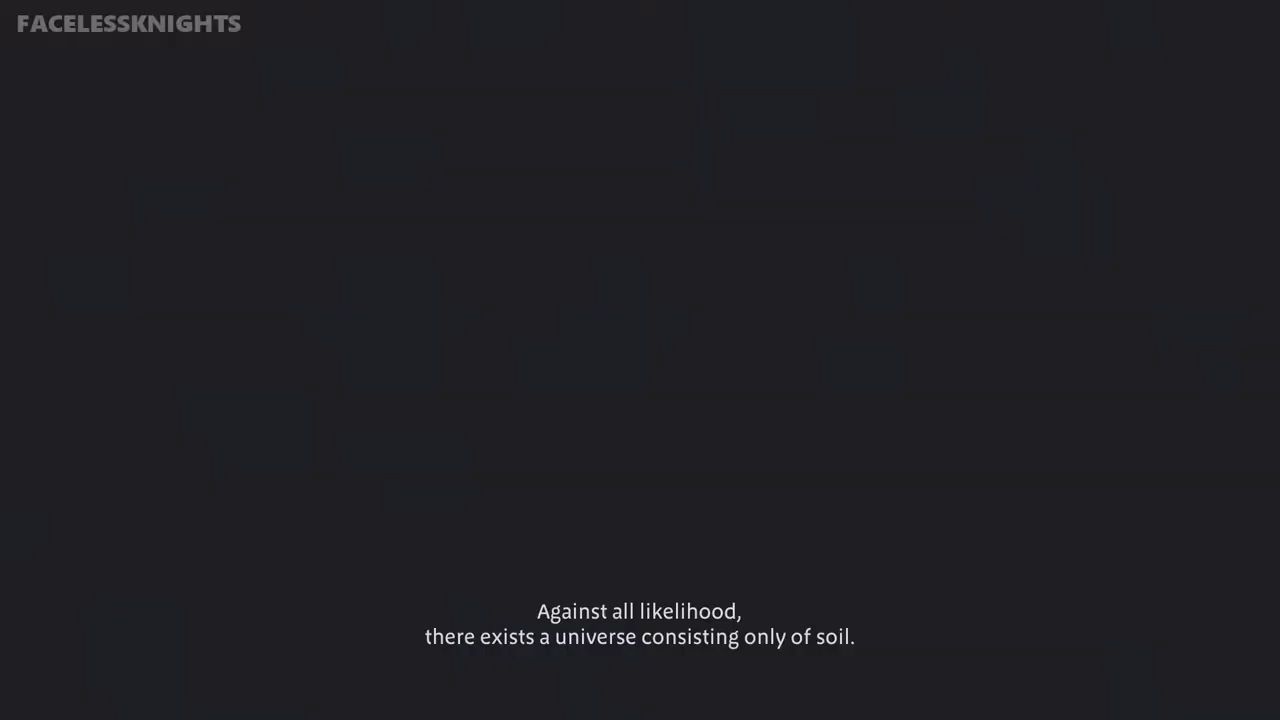 FACELESSKNIGHTS
Against all likelihood,
there exists a universe consisting only of soil.